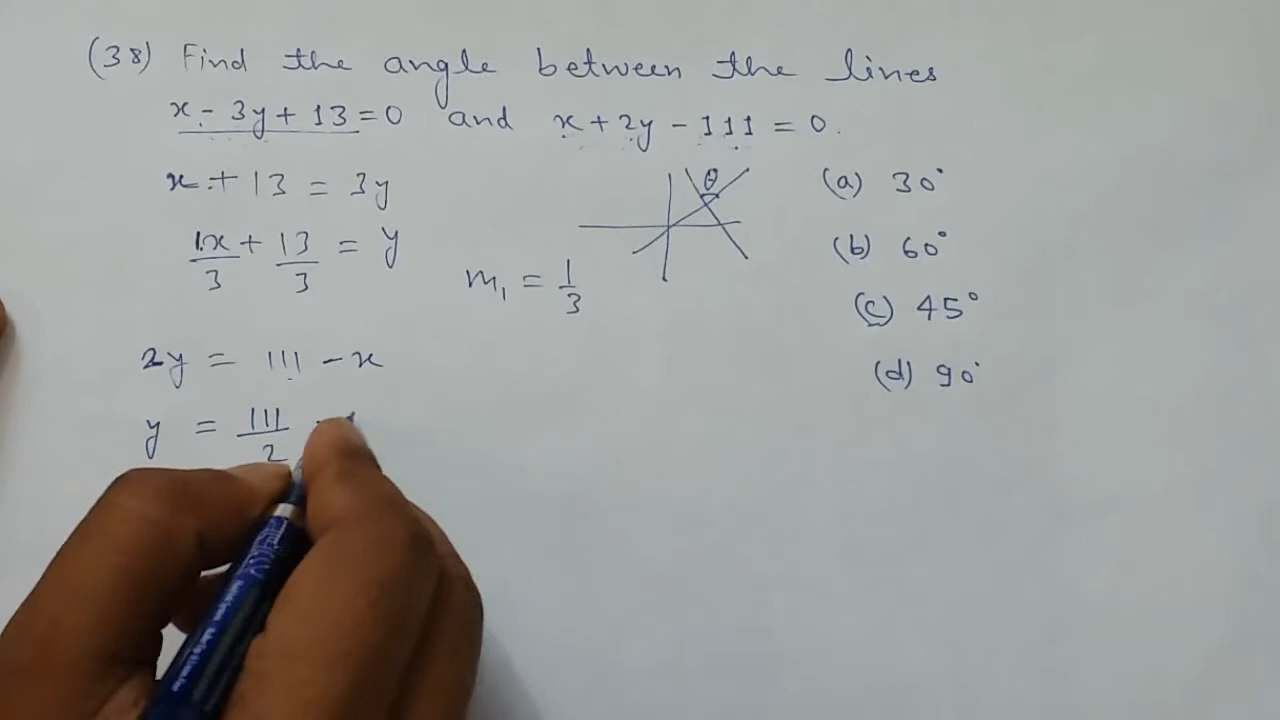 (38) Find the angle between the lines
x - 3y + 13 = 0 and x + 2y - 111 = 0.
x + 13 = 3y
1x/3 + 13/3 = y
m₁ = 1/3
θ
(a) 30°
(b) 60°
(c) 45°
(d) 90°
2y = 111 - x
y = 111/2 -